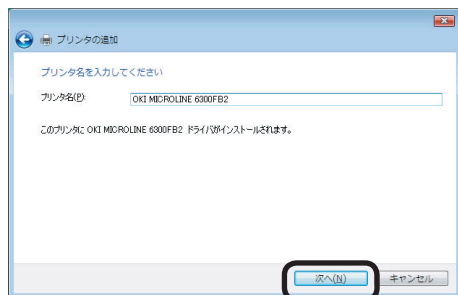 プリンタの追加
プリンタ名を入力してください
プリンタ名(P): OKI MICROLINE 6300FB2
このプリンタに OKI MICROLINE 6300FB2 ドライバがインストールされます。
次へ(N) キャンセル